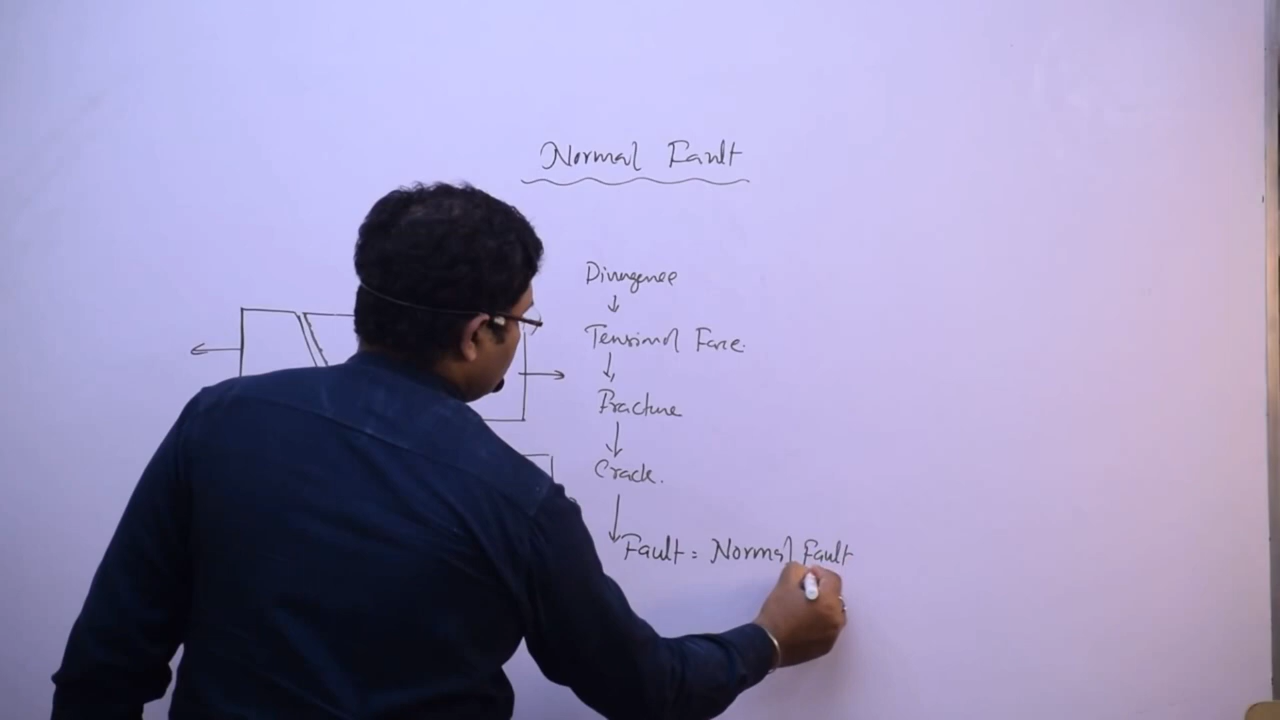 Normal Fault
Divergence
↓
Tensional Force.
↓
Fracture
↓
Crack.
↓
Fault = Normal Fault